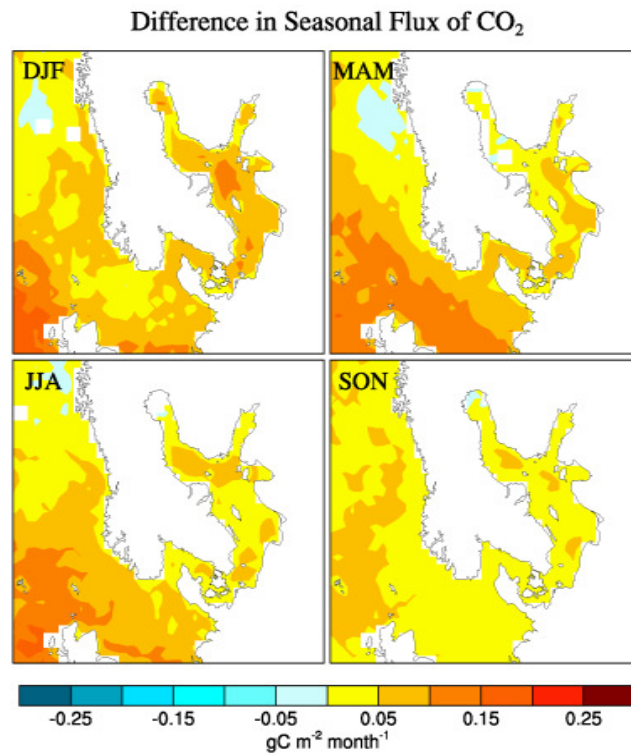 Difference in Seasonal Flux of CO₂
DJF
MAM
JJA
SON
-0.25 -0.15 -0.05 0.05 0.15 0.25
gC m⁻² month⁻¹